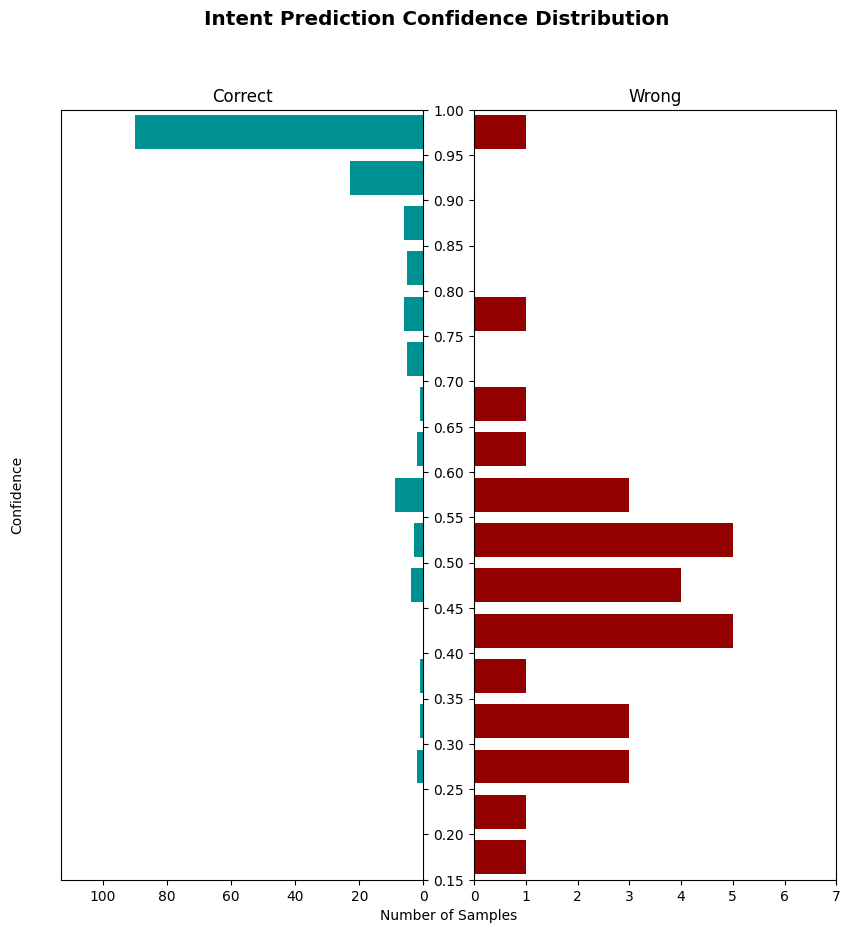 Intent Prediction Confidence Distribution
Correct
Wrong
1.00
0.95
0.90
0.85
0.80
0.75
0.70
0.65
0.60
0.55
0.50
0.45
0.40
0.35
0.30
0.25
0.20
0.15
Confidence
100 80 60 40 20 0
0 1 2 3 4 5 6 7
Number of Samples